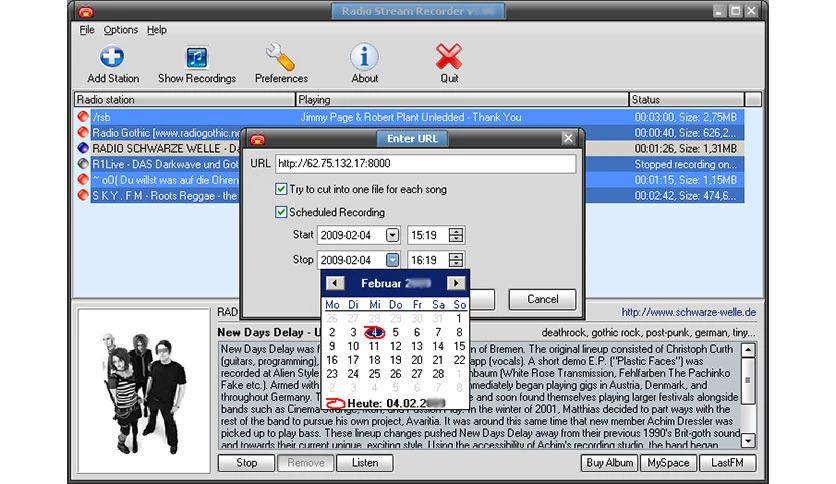 Radio Stream Recorder
File Options Help
Add Station Show Recordings Preferences About Quit
Radio station Playing Status
/rsb Jimmy Page & Robert Plant Unledded - Thank You 00:03:00, Size: 2,75MB
Radio Gothic (www.radiogothic.ne 00:00:40, Size: 626,2...
RADIO SCHWARZE WELLE - Da 00:01:26, Size: 1,31MB
R1Live - DAS Darkwave und Got Stopped recording on...
~ oO( Du willst was auf die Ohren 00:01:15, Size: 1,15MB
S K Y . F M - Roots Reggae - the 00:02:42, Size: 474,6...
Enter URL
URL http://62.75.132.17:8000
Try to cut into one file for each song
Scheduled Recording
Start 2009-02-04 15:19
Stop 2009-02-04 16:19
Cancel
Februar
Mo Di Mi Do Fr Sa So
26 27 28 29 30 31 1
2 3 4 5 6 7 8
9 10 11 12 13 14 15
16 17 18 19 20 21 22
23 24 25 26 27 28 1
2 3 4 5 6 7 8
Heute: 04.02.2
RAD http://www.schwarze-welle.de
New Days Delay - U deathrock, gothic rock, post-punk, german, tiny...
New Days Delay was f n of Bremen. The original lineup consisted of Christoph Curth
(guitars, programming), app (vocals). A short demo E.P. ("Plastic Faces") was
recorded at Alien Style nbaum (White Rose Transmission, Fehlfarben The Pachinko
Fake etc.). Armed with mediately began playing gigs in Austria, Denmark, and
throughout Germany. T e and soon found themselves playing larger festivals alongside
bands such as Cinema Strange, Ikon, and Passion Play. In the winter of 2001, Matthias decided to part ways with the
rest of the band to pursue his own project, Avaritia. It was around this same time that new member Achim Dressler was
picked up to play bass. These lineup changes pushed New Days Delay away from their previous 1990's Brit-goth sound
and towards their current unique, exciting style. Using the accessibility of Achim's recording studio, the band began
Stop Remove Listen Buy Album MySpace LastFM